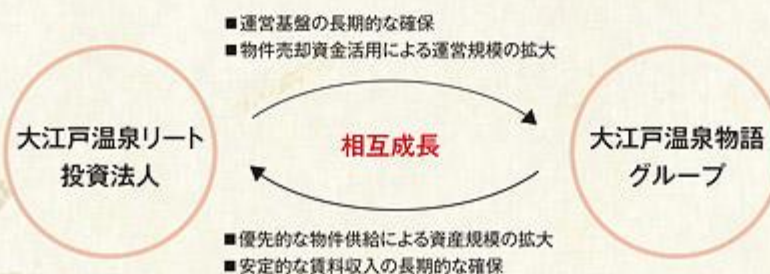 ■運営基盤の長期的な確保
■物件売却資金活用による運営規模の拡大
大江戸温泉リート
投資法人
相互成長
大江戸温泉物語
グループ
■優先的な物件供給による資産規模の拡大
■安定的な賃料収入の長期的な確保